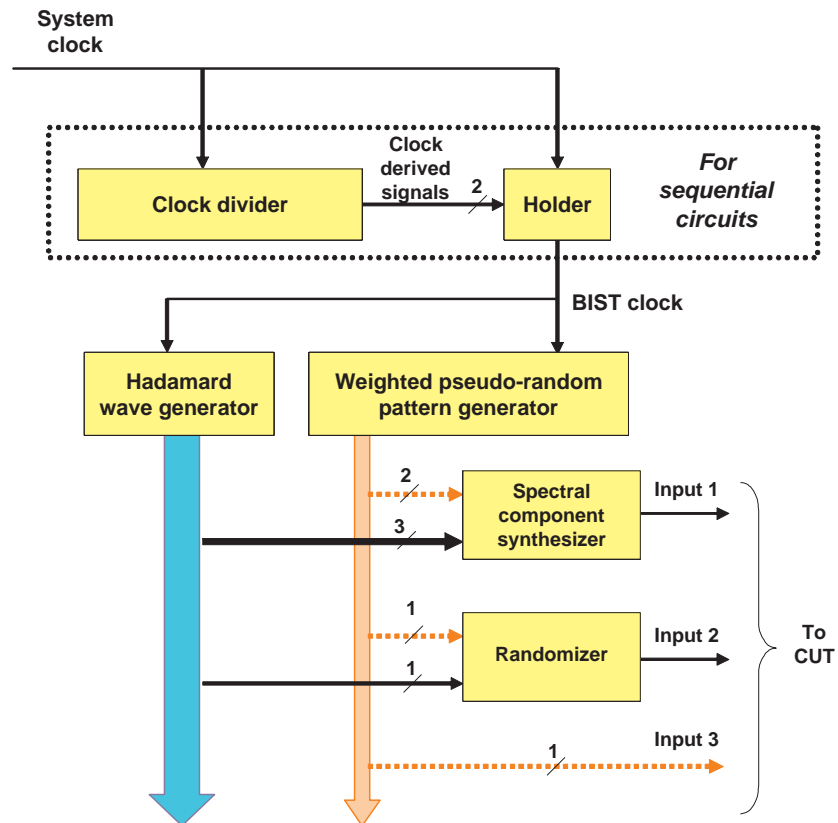 System
clock
Clock
derived
signals
2
For
sequential
circuits
Clock divider
Holder
BIST clock
Hadamard
wave generator
Weighted pseudo-random
pattern generator
2
Spectral
component
synthesizer
Input 1
3
1
Randomizer
Input 2
To
CUT
1
Input 3
1